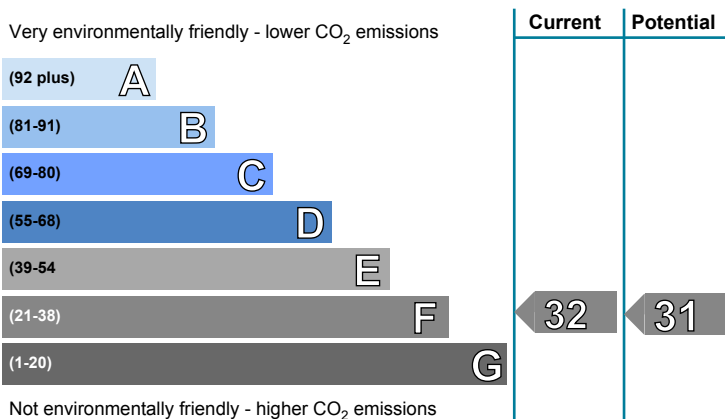 Current Potential
Very environmentally friendly - lower CO2 emissions
(92 plus) A
(81-91) B
(69-80) C
(55-68) D
(39-54 E
(21-38) F 32 31
(1-20) G
Not environmentally friendly - higher CO2 emissions